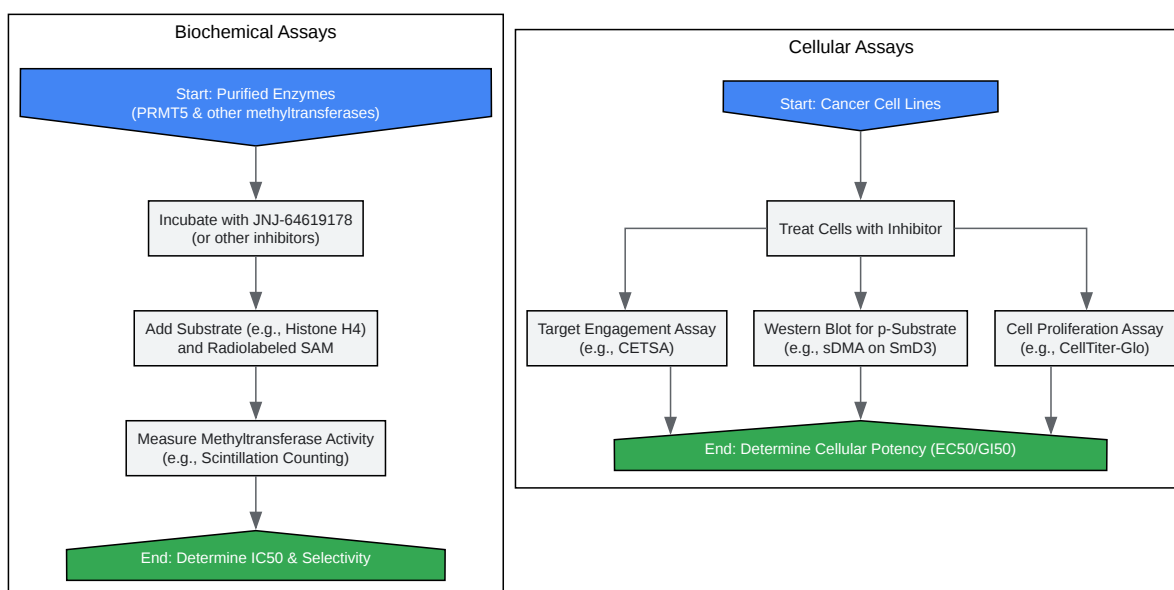 Biochemical Assays
Start: Purified Enzymes
(PRMT5 & other methyltransferases)
Incubate with JNJ-64619178
(or other inhibitors)
Add Substrate (e.g., Histone H4)
and Radiolabeled SAM
Measure Methyltransferase Activity
(e.g., Scintillation Counting)
End: Determine IC50 & Selectivity
Cellular Assays
Start: Cancer Cell Lines
Treat Cells with Inhibitor
Target Engagement Assay
(e.g., CETSA)
Western Blot for p-Substrate
(e.g., sDMA on SmD3)
Cell Proliferation Assay
(e.g., CellTiter-Glo)
End: Determine Cellular Potency (EC50/GI50)